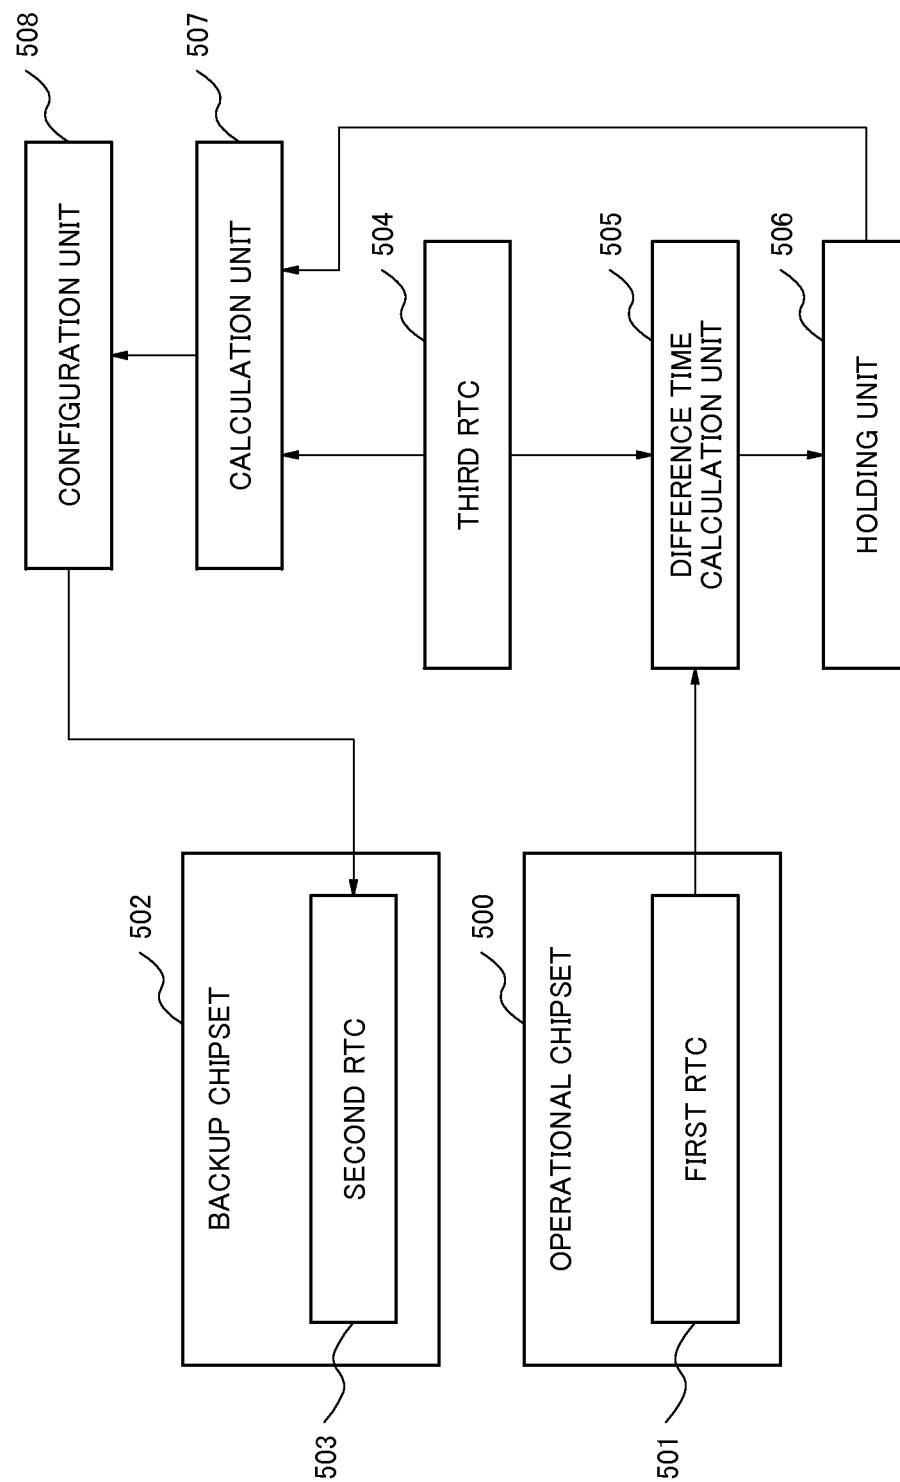 508
CONFIGURATION UNIT
507
CALCULATION UNIT
504
THIRD RTC
505
DIFFERENCE TIME
CALCULATION UNIT
506
HOLDING UNIT
502
BACKUP CHIPSET
SECOND RTC
503
500
OPERATIONAL CHIPSET
FIRST RTC
501